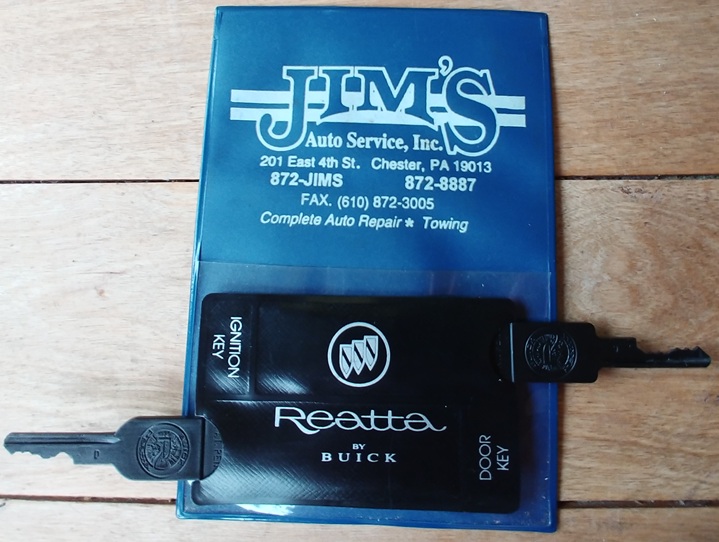 JIM'S
Auto Service, Inc.
201 East 4th St. Chester, PA 19013
872-JIMS 872-8887
FAX. (610) 872-3005
Complete Auto Repair * Towing
IGNITION
KEY
Reatta
BY
BUICK
DOOR
KEY